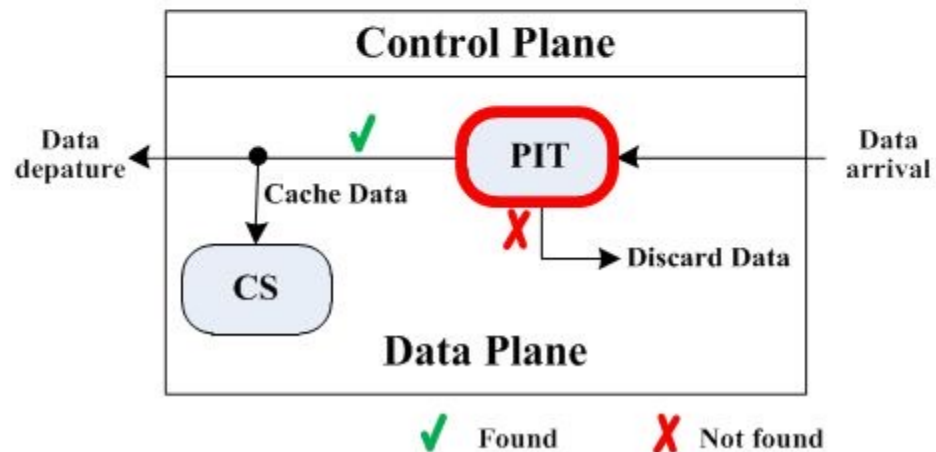 Control Plane
Data
depature
PIT
Data
arrival
Cache Data
CS
Discard Data
Data Plane
Found
Not found